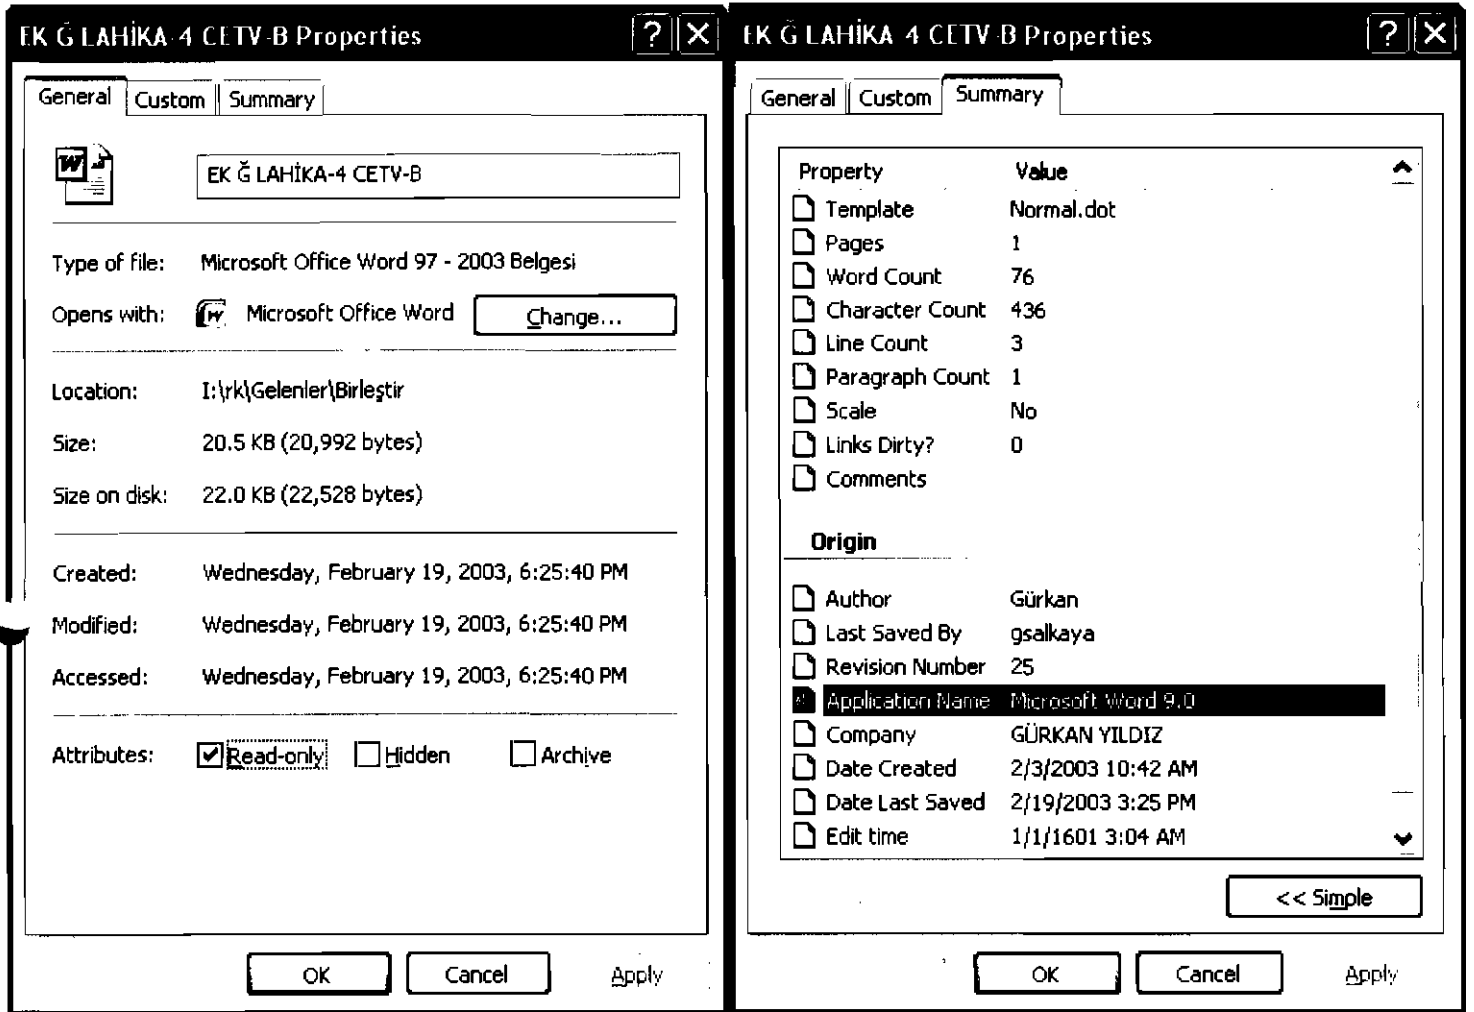 EK Ğ LAHİKA-4 CETV-B Properties
General Custom Summary
EK Ğ LAHİKA-4 CETV-B
Type of file: Microsoft Office Word 97 - 2003 Belgesi
Opens with: Microsoft Office Word Change...
Location: I:\rk\Gelenler\Birleştir
Size: 20.5 KB (20,992 bytes)
Size on disk: 22.0 KB (22,528 bytes)
Created: Wednesday, February 19, 2003, 6:25:40 PM
Modified: Wednesday, February 19, 2003, 6:25:40 PM
Accessed: Wednesday, February 19, 2003, 6:25:40 PM
Attributes: Read-only Hidden Archive
OK Cancel Apply
EK Ğ LAHİKA-4 CETV-B Properties
General Custom Summary
Property Value
Template Normal.dot
Pages 1
Word Count 76
Character Count 436
Line Count 3
Paragraph Count 1
Scale No
Links Dirty? 0
Comments
Origin
Author Gürkan
Last Saved By gsalkaya
Revision Number 25
Application Name Microsoft Word 9.0
Company GÜRKAN YILDIZ
Date Created 2/3/2003 10:42 AM
Date Last Saved 2/19/2003 3:25 PM
Edit time 1/1/1601 3:04 AM
<< Simple
OK Cancel Apply